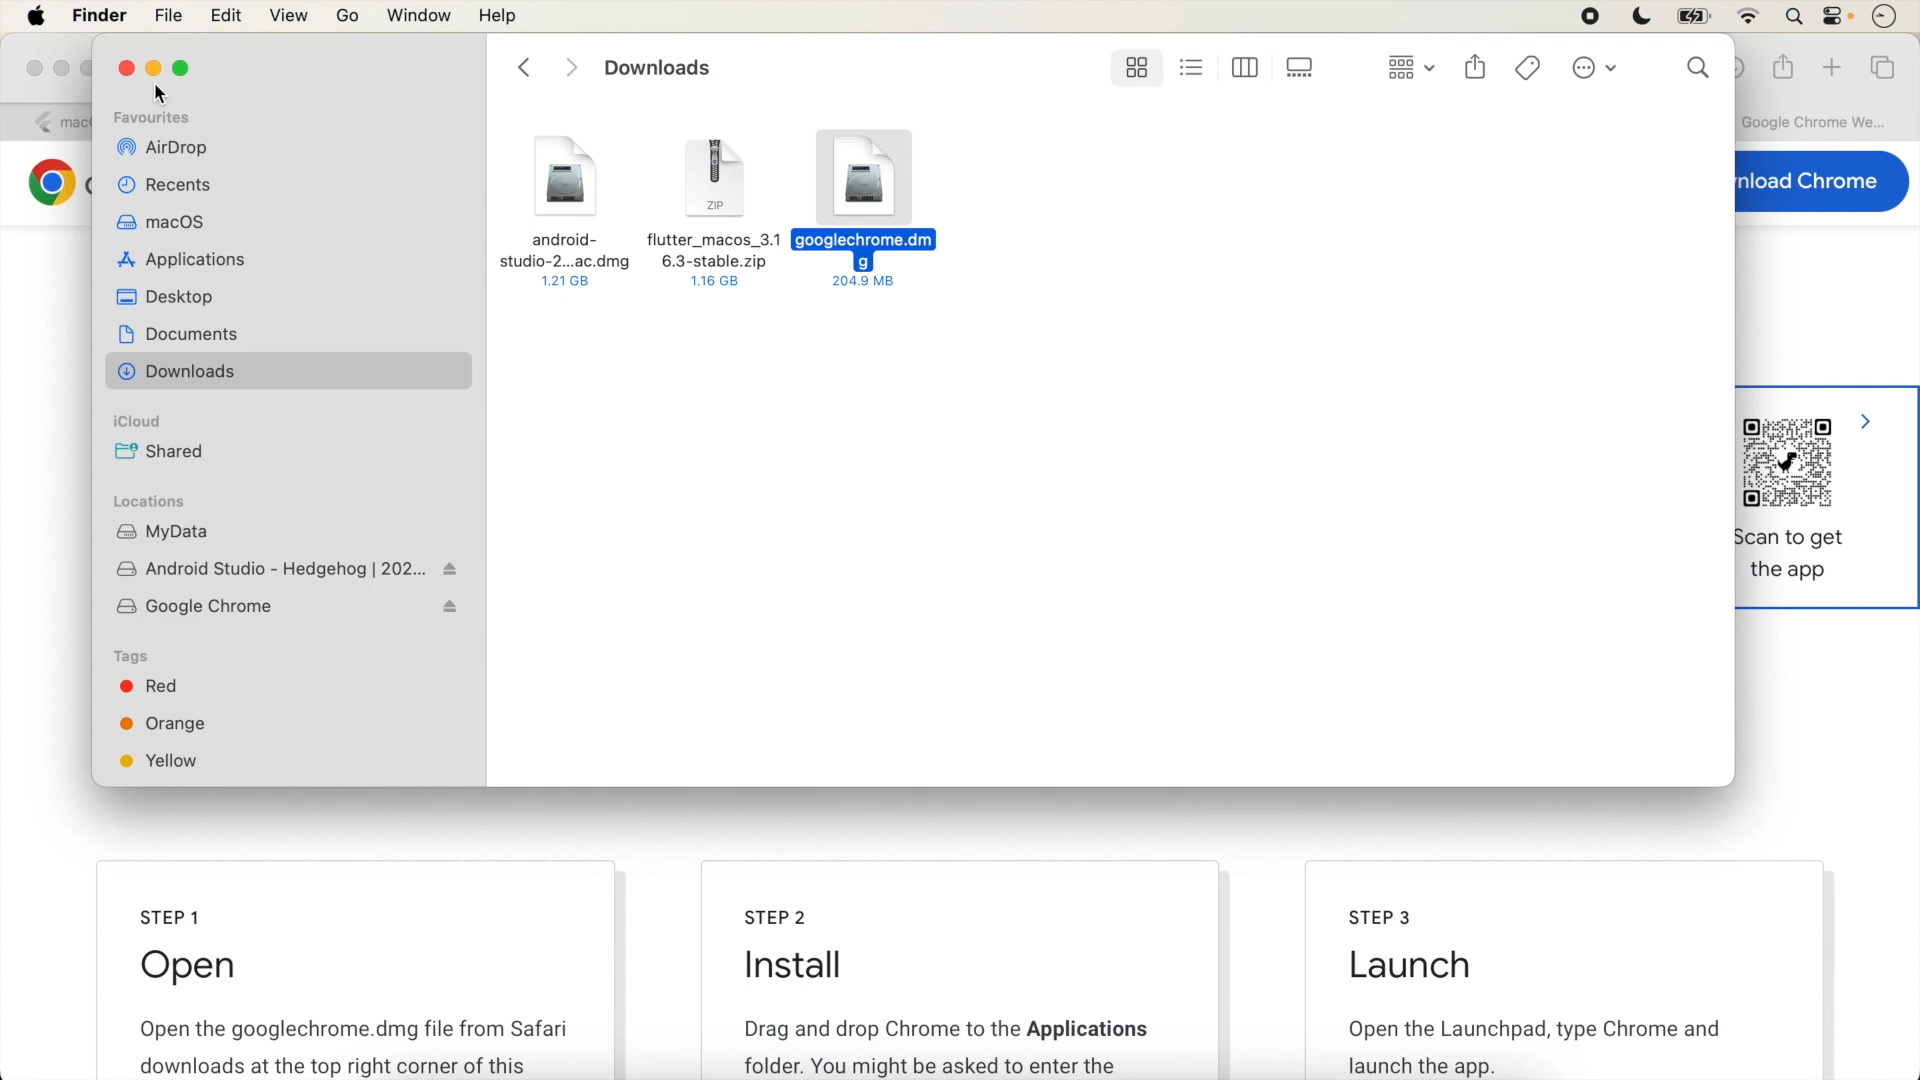 Finder File Edit View Go Window Help
Downloads
Favourites
AirDrop
Recents
macOS
Applications
Desktop
Documents
Downloads
iCloud
Shared
Locations
MyData
Android Studio - Hedgehog | 202...
Google Chrome
Tags
Red
Orange
Yellow
ZIP
android-
studio-2...ac.dmg
1.21 GB
flutter_macos_3.1
6.3-stable.zip
1.16 GB
googlechrome.dm
g
204.9 MB
Google Chrome We...
nload Chrome
Scan to get
the app
STEP 1
Open
Open the googlechrome.dmg file from Safari
downloads at the top right corner of this
STEP 2
Install
Drag and drop Chrome to the Applications
folder. You might be asked to enter the
STEP 3
Launch
Open the Launchpad, type Chrome and
launch the app.